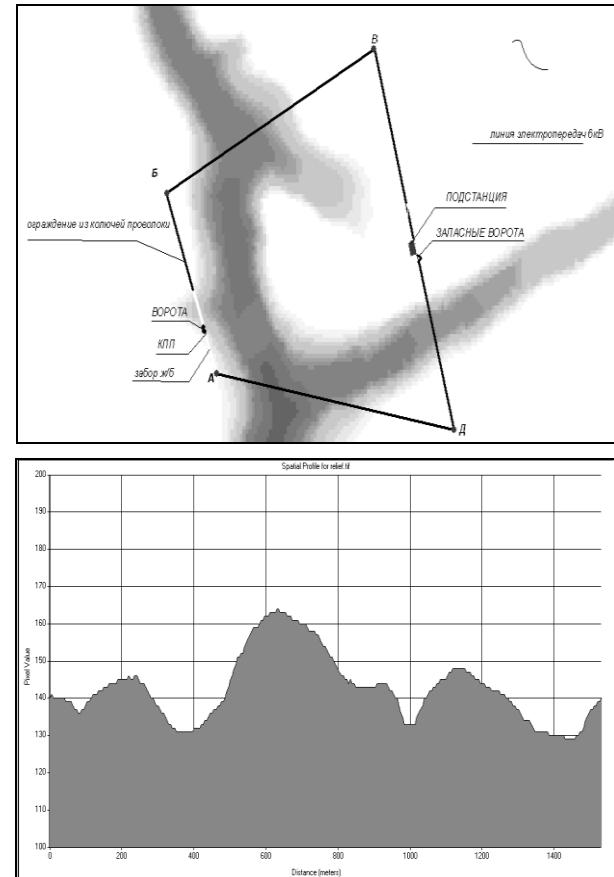 В
линия электропередач 6кВ
Б
ПОДСТАНЦИЯ
ограждение из колючей проволоки
ЗАПАСНЫЕ ВОРОТА
ВОРОТА
КПП
забор ж/б
А
Д
Spatial Profile for relief.tif
200
190
180
170
160
150
140
130
120
110
100
Pixel Value
0 200 400 600 800 1000 1200 1400
Distance (meters)